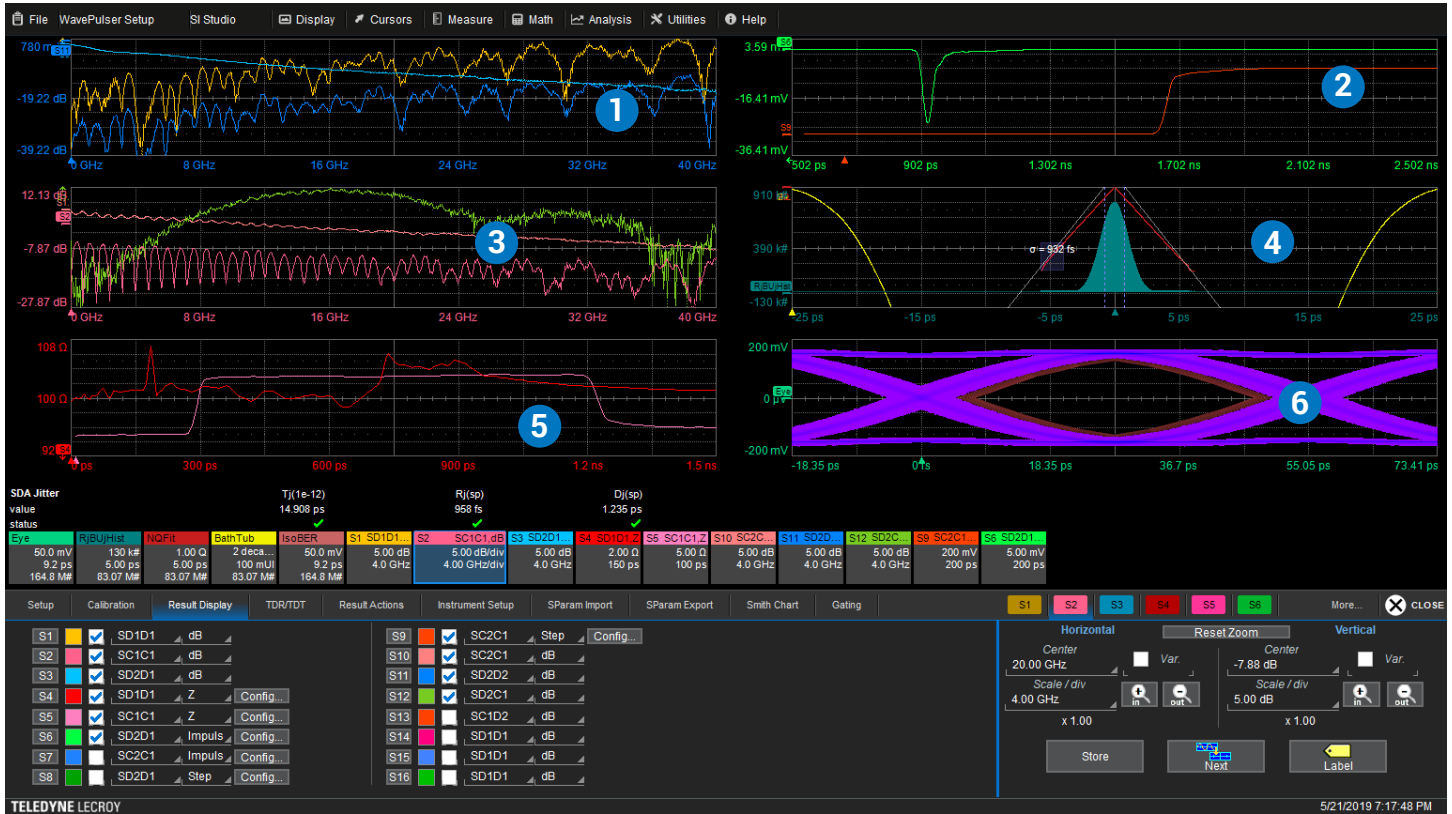 File WavePulser Setup SI Studio Display Cursors Measure Math Analysis Utilities Help
780 m
S11
-19.22 dB
-39.22 dB
0 GHz 8 GHz 16 GHz 24 GHz 32 GHz 40 GHz
1
3.59 m
S6
-16.41 mV
S9
-36.41 mV
502 ps 902 ps 1.302 ns 1.702 ns 2.102 ns 2.502 ns
2
12.13 dB
S1
S2
-7.87 dB
-27.87 dB
0 GHz 8 GHz 16 GHz 24 GHz 32 GHz 40 GHz
3
910 k#
390 k#
RjBUjHist
-130 k#
σ = 932 fs
-25 ps -15 ps -5 ps 5 ps 15 ps 25 ps
4
108 Ω
100 Ω
92
S4
0 ps 300 ps 600 ps 900 ps 1.2 ns 1.5 ns
5
200 mV
Eye
0 µV
-200 mV
-18.35 ps 0 fs 18.35 ps 36.7 ps 55.05 ps 73.41 ps
6
SDA Jitter Tj(1e-12) Rj(sp) Dj(sp)
value 14.908 ps 958 fs 1.235 ps
status
Eye RjBUjHist NQFit BathTub IsoBER S1 SD1D1... S2 SC1C1,dB S3 SD2D1... S4 SD1D1,Z S5 SC1C1,Z S10 SC2C... S11 SD2D... S12 SD2C... S9 SC2C1... S6 SD2D1...
50.0 mV 130 k# 1.00 Ω 2 deca... 50.0 mV 5.00 dB 5.00 dB/div 5.00 dB 2.00 Ω 5.00 Ω 5.00 dB 5.00 dB 5.00 dB 200 mV 5.00 mV
9.2 ps 5.00 ps 5.00 ps 100 mUI 9.2 ps 4.0 GHz 4.00 GHz/div 4.0 GHz 150 ps 100 ps 4.0 GHz 4.0 GHz 4.0 GHz 200 ps 200 ps
164.8 M# 83.07 M# 83.07 M# 83.07 M# 164.8 M#
Setup Calibration Result Display TDR/TDT Result Actions Instrument Setup SParam Import SParam Export Smith Chart Gating S1 S2 S3 S4 S5 S6 More... CLOSE
S1 SD1D1 dB
S2 SC1C1 dB
S3 SD2D1 dB
S4 SD1D1 Z Config...
S5 SC1C1 Z Config...
S6 SD2D1 Impuls Config...
S7 SC2C1 Impuls Config...
S8 SD2D1 Step Config...
S9 SC2C1 Step Config...
S10 SC2C1 dB
S11 SD2D2 dB
S12 SD2C1 dB
S13 SC1D2 dB
S14 SD1D1 dB
S15 SD1D1 dB
S16 SD1D1 dB
Horizontal Reset Zoom Vertical
Center Var. Center Var.
20.00 GHz -7.88 dB
Scale / div in out Scale / div in out
4.00 GHz 5.00 dB
x 1.00 x 1.00
Store Next Label
TELEDYNE LECROY 5/21/2019 7:17:48 PM